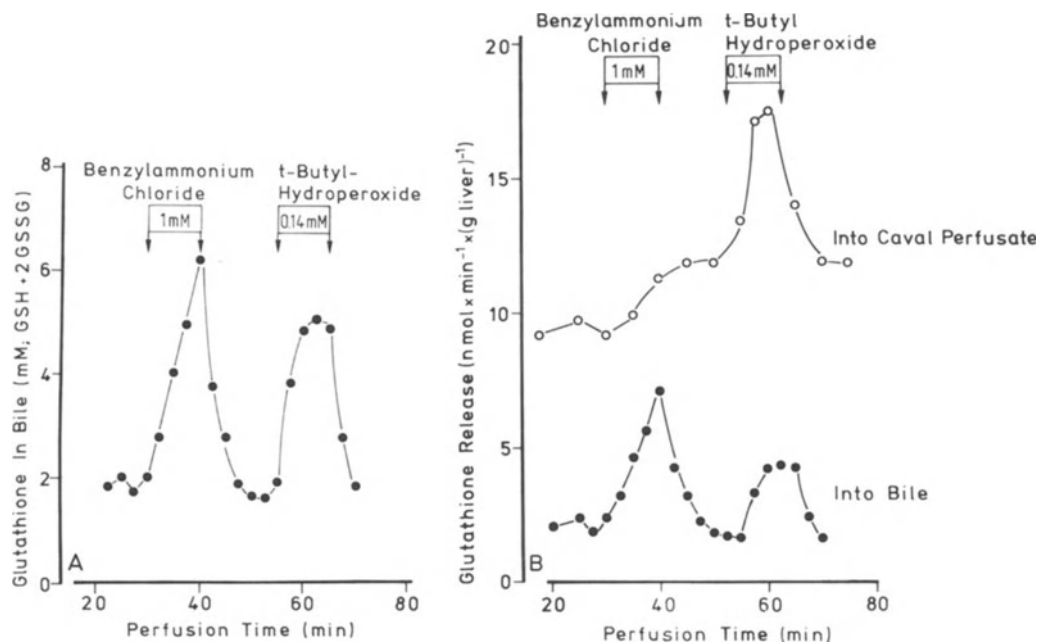 Benzylammonium
Chloride
1mM
t-Butyl-
Hydroperoxide
0.14mM
Glutathione In Bile (mM; GSH + 2GSSG)
8
6
4
2
0
A
20 40 60 80
Perfusion Time (min)
Benzylammonium
Chloride
1mM
t-Butyl
Hydroperoxide
0.14mM
Glutathione Release (nmol x min⁻¹ x (g liver)⁻¹
20
15
10
5
0
Into Caval Perfusate
Into Bile
B
20 40 60 80
Perfusion Time (min)